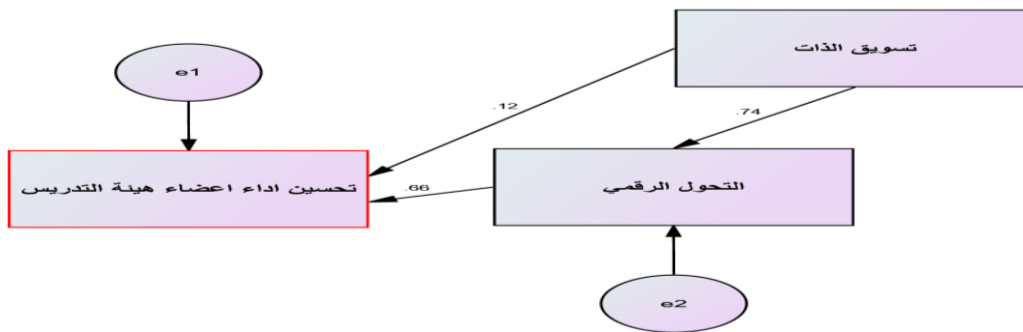 تسويق الذات
e1
.12
.74
تحسين اداء اعضاء هيئة التدريس
.66
التحول الرقمي
e2